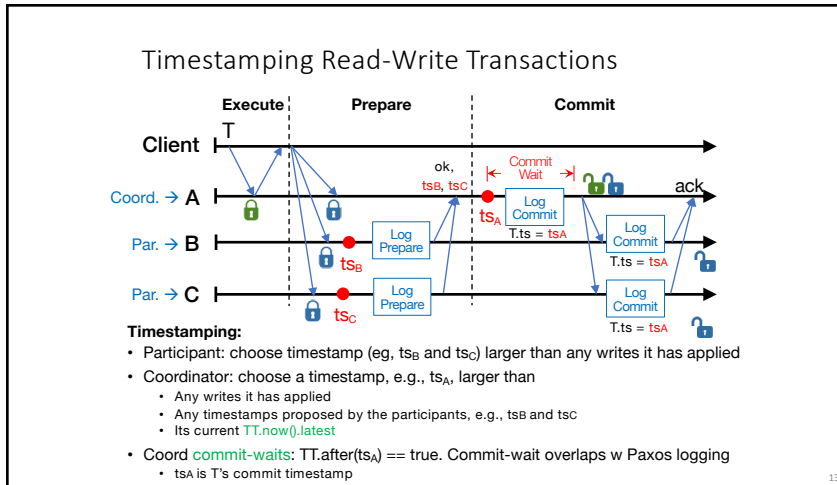 Timestamping Read-Write Transactions
Execute Prepare Commit
T
Client
ok,
tsB, tsC
Commit
Wait
ack
Coord. → A
tsA
Log
Commit
T.ts = tsA
Par. → B
tsB
Log
Prepare
Log
Commit
T.ts = tsA
Par. → C
tsC
Log
Prepare
Log
Commit
T.ts = tsA
Timestamping:
• Participant: choose timestamp (eg, tsB and tsC) larger than any writes it has applied
• Coordinator: choose a timestamp, e.g., tsA, larger than
• Any writes it has applied
• Any timestamps proposed by the participants, e.g., tsB and tsC
• Its current TT.now().latest
• Coord commit-waits: TT.after(tsA) == true. Commit-wait overlaps w Paxos logging
• tsA is T's commit timestamp
13